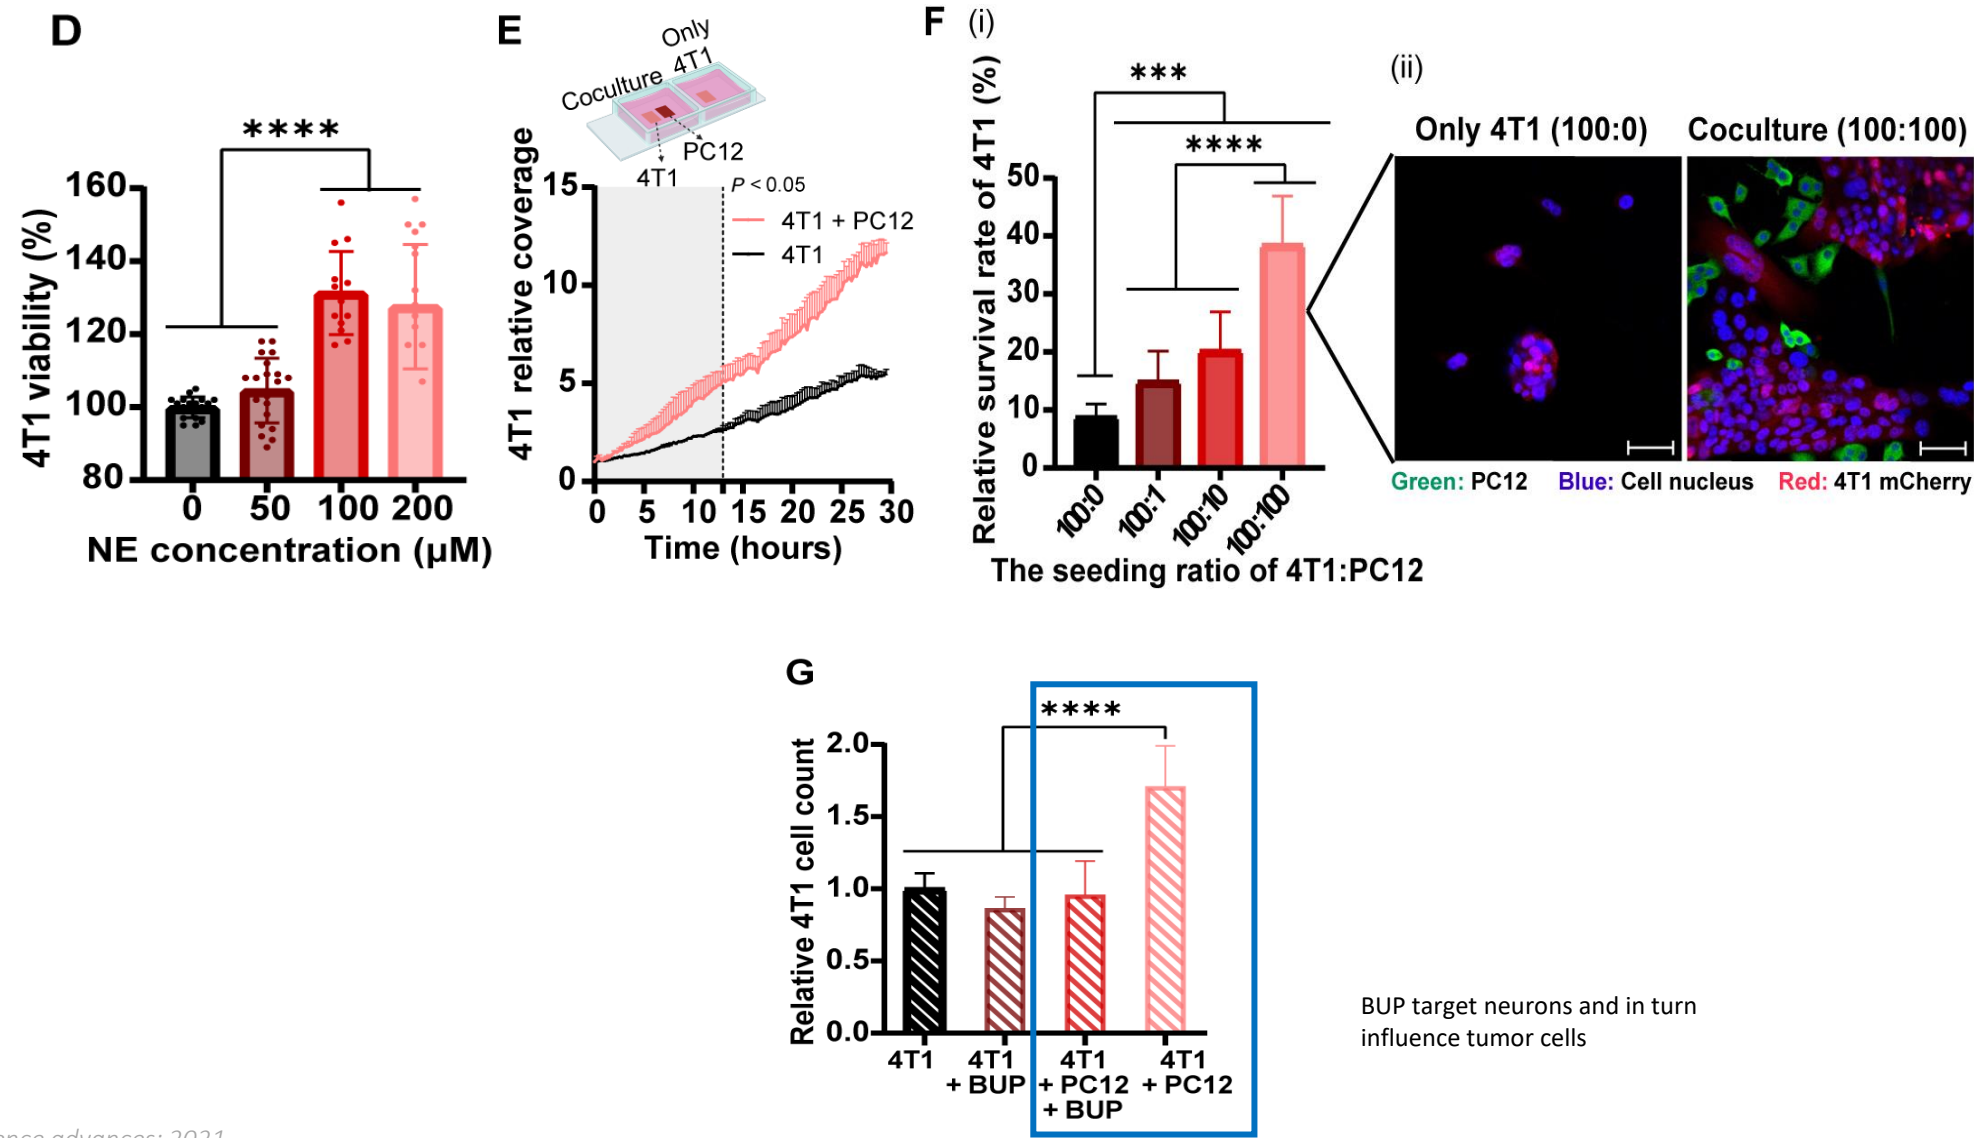 D
****
4T1 viability (%)
160
140
120
100
80
0 50 100 200
NE concentration (µM)
E
Only
4T1
Coculture
PC12
4T1
P < 0.05
4T1 + PC12
4T1
4T1 relative coverage
15
10
5
0
0 5 10 15 20 25 30
Time (hours)
F (i)
***
****
Relative survival rate of 4T1 (%)
50
40
30
20
10
0
100:0 100:1 100:10 100:100
The seeding ratio of 4T1:PC12
(ii)
Only 4T1 (100:0) Coculture (100:100)
Green: PC12 Blue: Cell nucleus Red: 4T1 mCherry
G
****
Relative 4T1 cell count
2.0
1.5
1.0
0.5
0.0
4T1 4T1 4T1 4T1
+ BUP + PC12 + PC12
+ BUP
BUP target neurons and in turn
influence tumor cells
advances; 2021